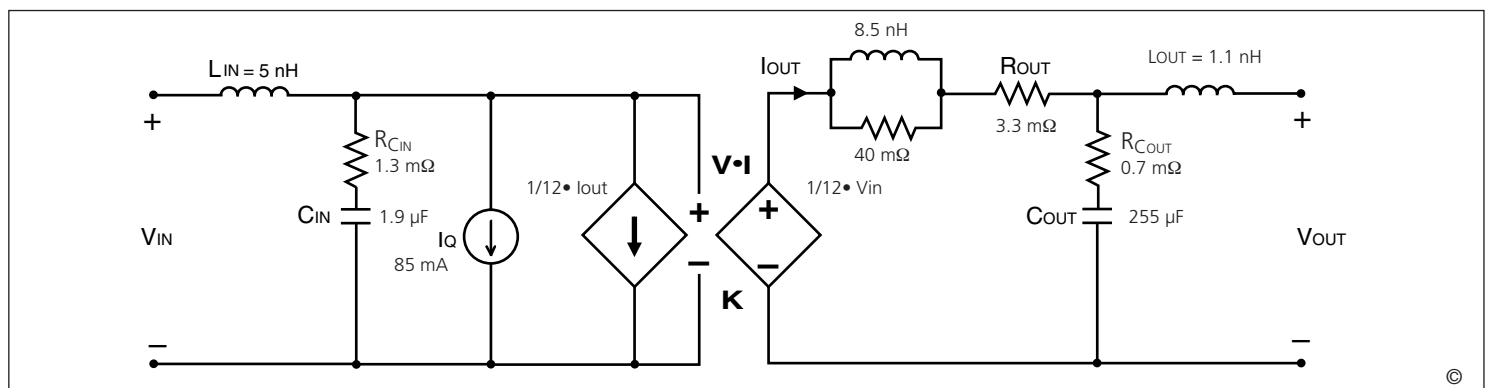 8.5 nH
LIN = 5 nH
IOUT
ROUT
LOUT = 1.1 nH
+
+
RCIN
1.3 mΩ
40 mΩ
3.3 mΩ
RCOUT
0.7 mΩ
V•I
1/12• Iout
1/12• Vin
+
+
CIN
1.9 µF
COUT
255 µF
VIN
IQ
85 mA
VOUT
–
–
K
–
–
©